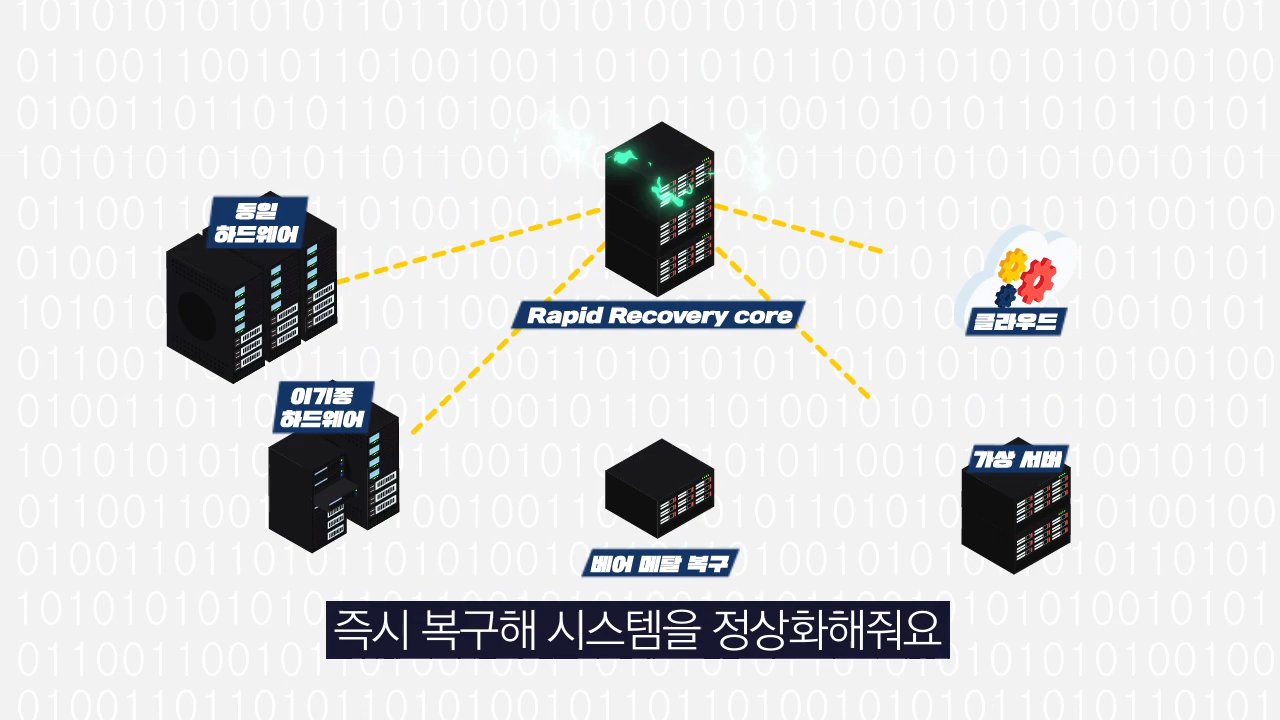 동일
하드웨어
Rapid Recovery core
클라우드
이기종
하드웨어
가상 서버
베어 메탈 복구
즉시 복구해 시스템을 정상화해줘요